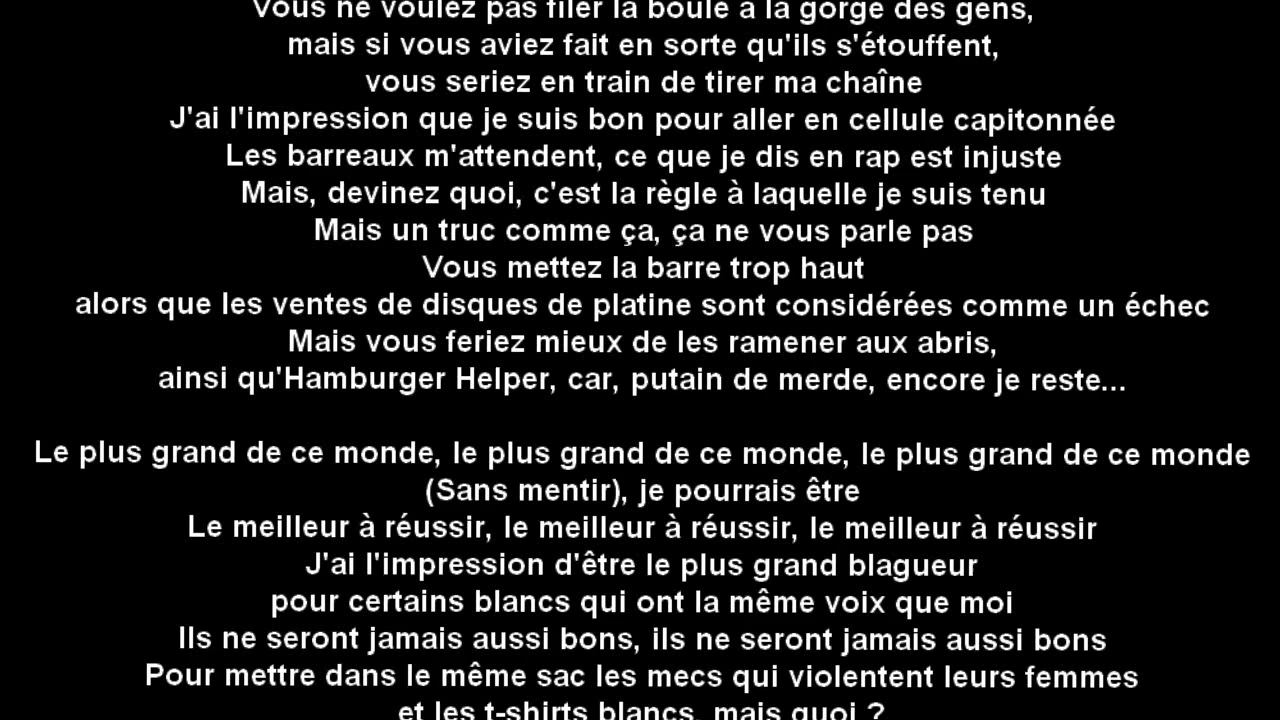 Vous ne voulez pas filer la boule à la gorge des gens,
mais si vous aviez fait en sorte qu'ils s'étouffent,
vous seriez en train de tirer ma chaîne
J'ai l'impression que je suis bon pour aller en cellule capitonnée
Les barreaux m'attendent, ce que je dis en rap est injuste
Mais, devinez quoi, c'est la règle à laquelle je suis tenu
Mais un truc comme ça, ça ne vous parle pas
Vous mettez la barre trop haut
alors que les ventes de disques de platine sont considérées comme un échec
Mais vous feriez mieux de les ramener aux abris,
ainsi qu'Hamburger Helper, car, putain de merde, encore je reste...
Le plus grand de ce monde, le plus grand de ce monde, le plus grand de ce monde
(Sans mentir), je pourrais être
Le meilleur à réussir, le meilleur à réussir, le meilleur à réussir
J'ai l'impression d'être le plus grand blagueur
pour certains blancs qui ont la même voix que moi
Ils ne seront jamais aussi bons, ils ne seront jamais aussi bons
Pour mettre dans le même sac les mecs qui violentent leurs femmes
et les t-shirts blancs, mais quoi ?